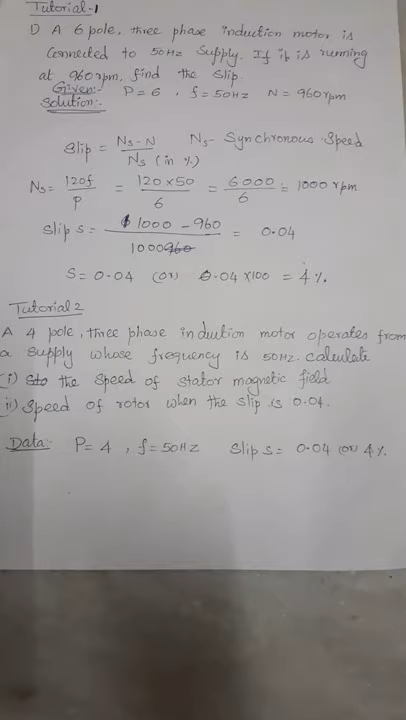 Tutorial-1
1) A 6 pole, three phase induction motor is
Connected to 50Hz Supply. If it is running
at 960rpm, find the Slip.
Given:- P=6 , f=50Hz N=960rpm
Solution:-
Slip = Ns-N / Ns (in %) Ns- Synchronous Speed
Ns= 120f / P = 120×50 / 6 = 6000 / 6 = 1000 rpm
Slip s = 1000 - 960 / 1000 = 0.04
S=0.04 (or) 0.04×100 = 4%.
Tutorial 2
A 4 pole, three phase induction motor operates from
a supply whose frequency is 50Hz. calculate
(i) the speed of stator magnetic field
ii) Speed of rotor when the slip is 0.04.
Data:- P=4 , f=50Hz Slip s= 0.04 (or) 4%